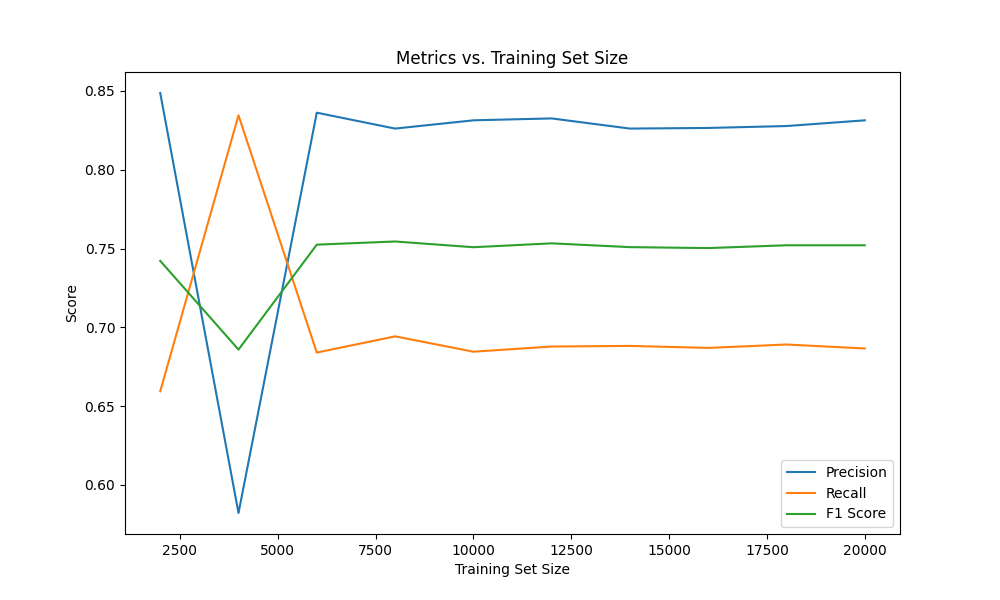 Metrics vs. Training Set Size
Score
0.85
0.80
0.75
0.70
0.65
0.60
2500 5000 7500 10000 12500 15000 17500 20000
Training Set Size
Precision
Recall
F1 Score